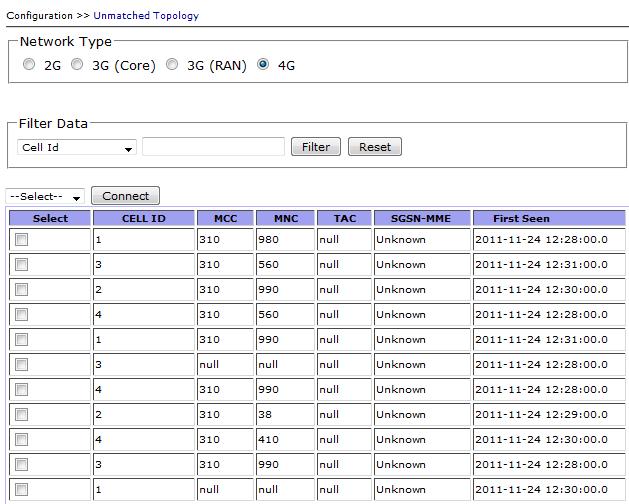 Configuration >> Unmatched Topology
Network Type
2G 3G (Core) 3G (RAN) 4G
Filter Data
Cell Id Filter Reset
--Select-- Connect
Select CELL ID MCC MNC TAC SGSN-MME First Seen
1 310 980 null Unknown 2011-11-24 12:28:00.0
3 310 560 null Unknown 2011-11-24 12:31:00.0
2 310 990 null Unknown 2011-11-24 12:30:00.0
4 310 560 null Unknown 2011-11-24 12:28:00.0
1 310 990 null Unknown 2011-11-24 12:31:00.0
3 null null null Unknown 2011-11-24 12:28:00.0
4 310 990 null Unknown 2011-11-24 12:28:00.0
2 310 38 null Unknown 2011-11-24 12:29:00.0
4 310 410 null Unknown 2011-11-24 12:30:00.0
3 310 990 null Unknown 2011-11-24 12:28:00.0
1 null null null Unknown 2011-11-24 12:30:00.0